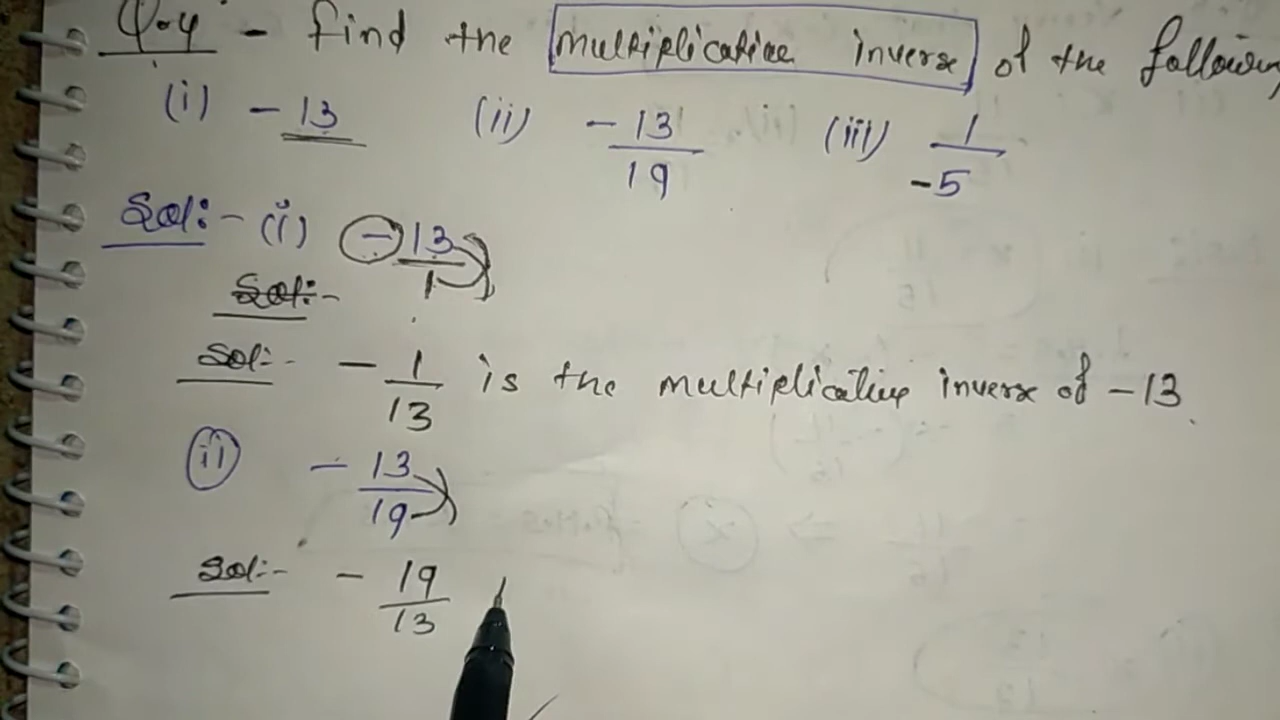 Q.4 - Find the multiplicative inverse of the following
(i) -13 (ii) -13/19 (iii) 1/-5
Sol:- (i) -13/1
Sol:-
Sol:- -1/13 is the multiplicative inverse of -13.
(ii) -13/19
Sol:- -19/13